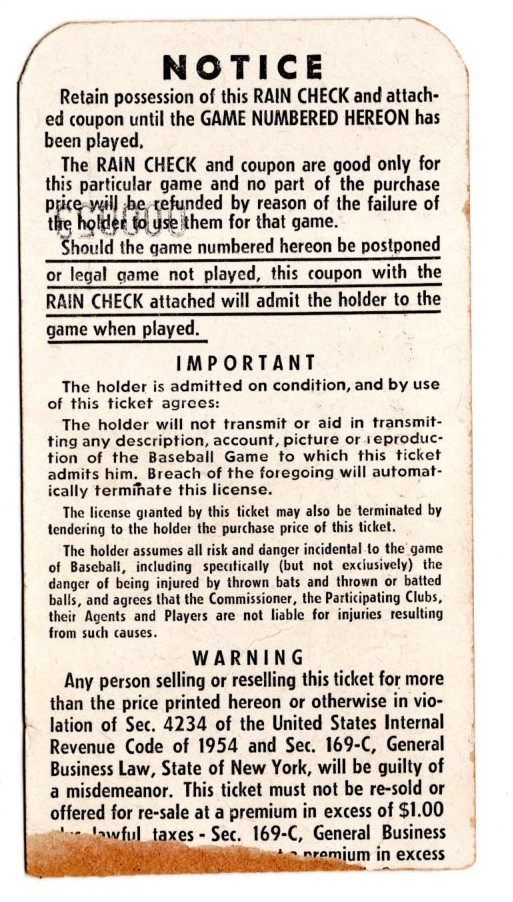 NOTICE
Retain possession of this RAIN CHECK and attach-
ed coupon until the GAME NUMBERED HEREON has
been played.
The RAIN CHECK and coupon are good only for
this particular game and no part of the purchase
price will be refunded by reason of the failure of
the holder to use them for that game.
Should the game numbered hereon be postponed
or legal game not played, this coupon with the
RAIN CHECK attached will admit the holder to the
game when played.
IMPORTANT
The holder is admitted on condition, and by use
of this ticket agrees:
The holder will not transmit or aid in transmit-
ting any description, account, picture or reproduc-
tion of the Baseball Game to which this ticket
admits him. Breach of the foregoing will automat-
ically terminate this license.
The license granted by this ticket may also be terminated by
tendering to the holder the purchase price of this ticket.
The holder assumes all risk and danger incidental to the game
of Baseball, including specifically (but not exclusively) the
danger of being injured by thrown bats and thrown or batted
balls, and agrees that the Commissioner, the Participating Clubs,
their Agents and Players are not liable for injuries resulting
from such causes.
WARNING
Any person selling or reselling this ticket for more
than the price printed hereon or otherwise in vio-
lation of Sec. 4234 of the United States Internal
Revenue Code of 1954 and Sec. 169-C, General
Business Law, State of New York, will be guilty of
a misdemeanor. This ticket must not be re-sold or
offered for re-sale at a premium in excess of $1.00
lawful taxes - Sec. 169-C, General Business
premium in excess